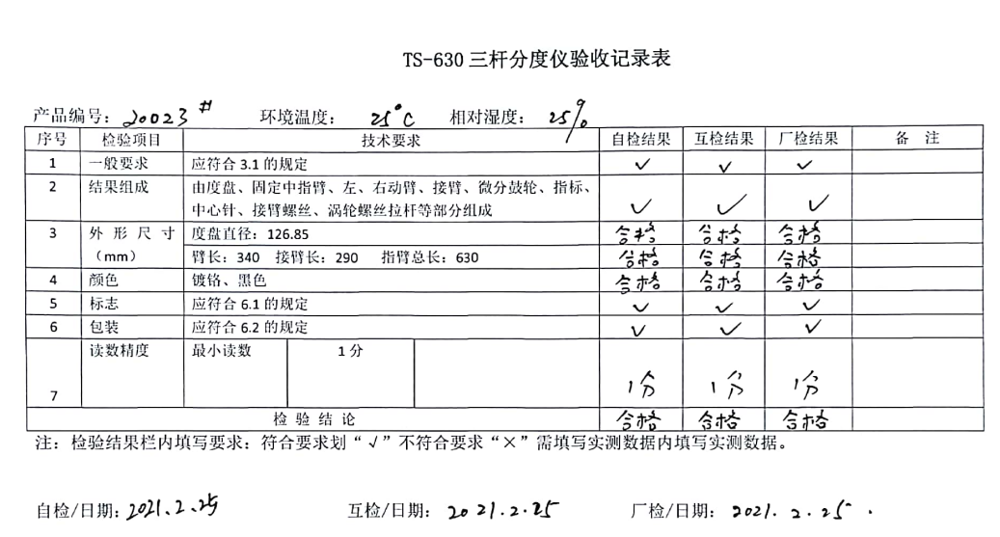 TS-630 三杆分度仪验收记录表
产品编号：20023# 环境温度： 25°C 相对湿度： 25%
序号 检验项目 技术要求 自检结果 互检结果 厂检结果 备 注
1 一般要求 应符合 3.1 的规定 ✓ ✓ ✓
2 结果组成 由度盘、固定中指臂、左、右动臂、接臂、微分鼓轮、指标、
中心针、接臂螺丝、涡轮螺丝拉杆等部分组成 ✓ ✓ ✓
3 外 形 尺 寸 度盘直径：126.85 合格 合格 合格
（mm） 臂长：340 接臂长：290 指臂总长：630 合格 合格 合格
4 颜色 镀铬、黑色 合格 合格 合格
5 标志 应符合 6.1 的规定 ✓ ✓ ✓
6 包装 应符合 6.2 的规定 ✓ ✓ ✓
读数精度 最小读数 1 分
7 1分 1分 1分
检 验 结 论 合格 合格 合格
注：检验结果栏内填写要求：符合要求划“√”不符合要求“×”需填写实测数据内填写实测数据。
自检/日期：2021.2.25 互检/日期：2021.2.25 厂检/日期：2021.2.25.